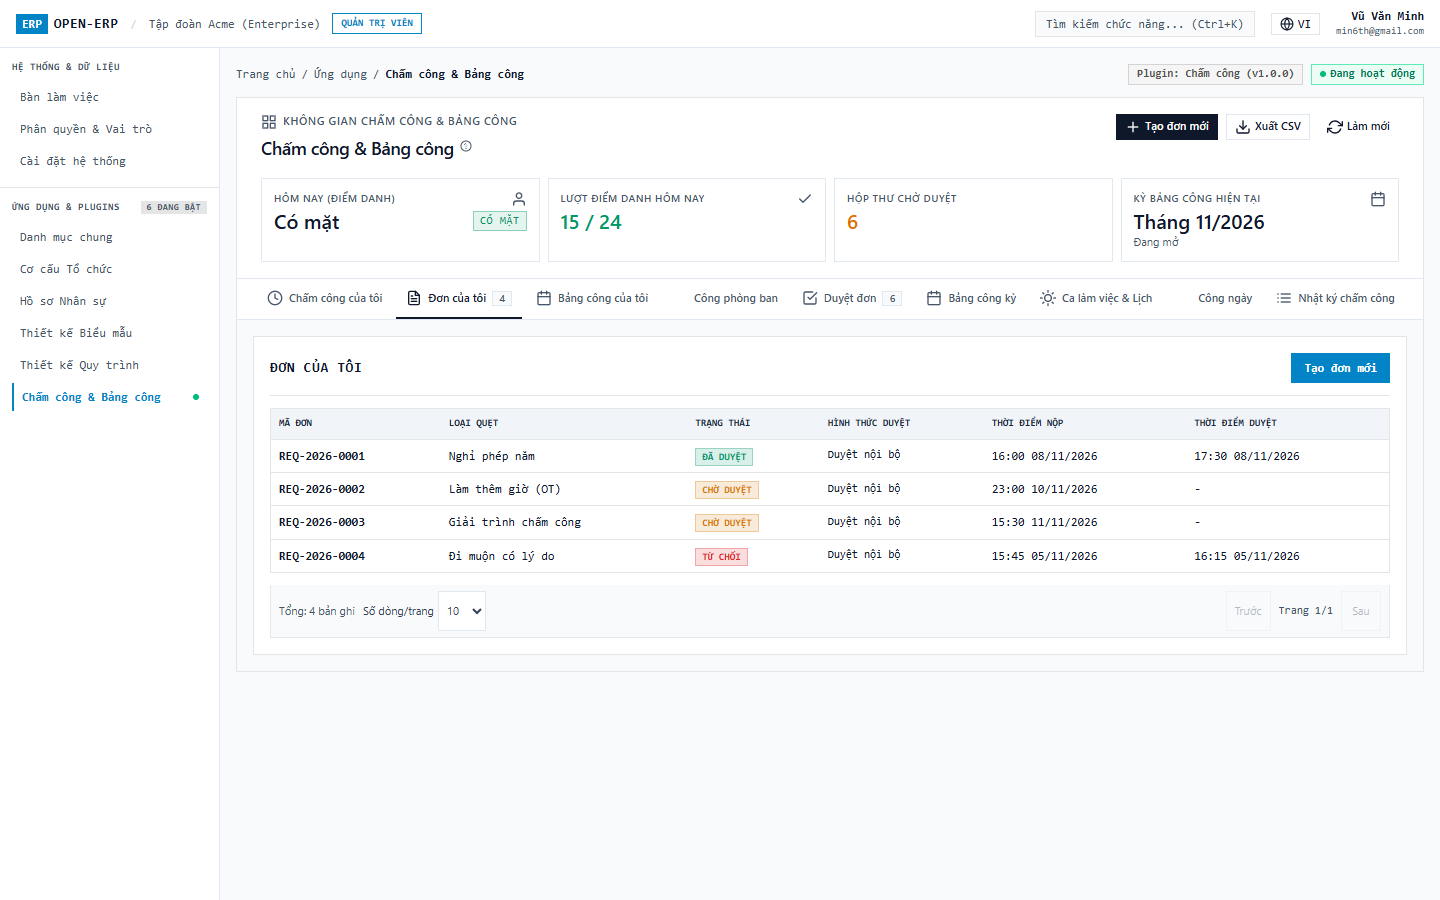 ERP OPEN-ERP / Tập đoàn Acme (Enterprise) QUẢN TRỊ VIÊN Tìm kiếm chức năng... (Ctrl+K) VI Vũ Văn Minh
min6th@gmail.com
HỆ THỐNG & DỮ LIỆU
Bàn làm việc
Phân quyền & Vai trò
Cài đặt hệ thống
ỨNG DỤNG & PLUGINS 6 ĐANG BẬT
Danh mục chung
Cơ cấu Tổ chức
Hồ sơ Nhân sự
Thiết kế Biểu mẫu
Thiết kế Quy trình
Chấm công & Bảng công
Trang chủ / Ứng dụng / Chấm công & Bảng công Plugin: Chấm công (v1.0.0) Đang hoạt động
KHÔNG GIAN CHẤM CÔNG & BẢNG CÔNG
Chấm công & Bảng công
Tạo đơn mới Xuất CSV Làm mới
HÔM NAY (ĐIỂM DANH)
Có mặt CÓ MẶT
LƯỢT ĐIỂM DANH HÔM NAY
15 / 24
HỘP THƯ CHỜ DUYỆT
6
KỲ BẢNG CÔNG HIỆN TẠI
Tháng 11/2026
Đang mở
Chấm công của tôi Đơn của tôi 4 Bảng công của tôi Công phòng ban Duyệt đơn 6 Bảng công kỳ Ca làm việc & Lịch Công ngày Nhật ký chấm công
ĐƠN CỦA TÔI Tạo đơn mới
MÃ ĐƠN LOẠI QUẸT TRẠNG THÁI HÌNH THỨC DUYỆT THỜI ĐIỂM NỘP THỜI ĐIỂM DUYỆT
REQ-2026-0001 Nghỉ phép năm ĐÃ DUYỆT Duyệt nội bộ 16:00 08/11/2026 17:30 08/11/2026
REQ-2026-0002 Làm thêm giờ (OT) CHỜ DUYỆT Duyệt nội bộ 23:00 10/11/2026 -
REQ-2026-0003 Giải trình chấm công CHỜ DUYỆT Duyệt nội bộ 15:30 11/11/2026 -
REQ-2026-0004 Đi muộn có lý do TỪ CHỐI Duyệt nội bộ 15:45 05/11/2026 16:15 05/11/2026
Tổng: 4 bản ghi Số dòng/trang 10 Trước Trang 1/1 Sau